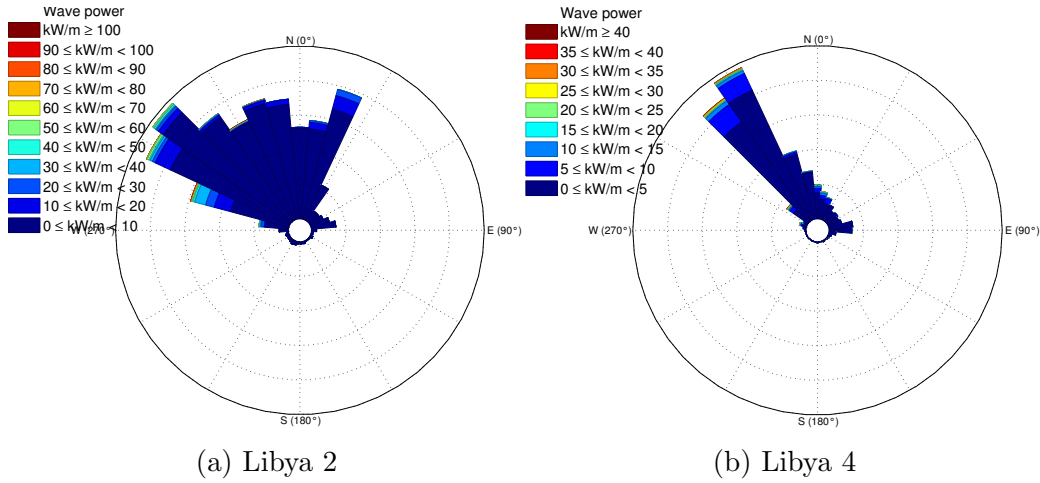 Wave power
kW/m ≥ 100
90 ≤ kW/m < 100
80 ≤ kW/m < 90
70 ≤ kW/m < 80
60 ≤ kW/m < 70
50 ≤ kW/m < 60
40 ≤ kW/m < 50
30 ≤ kW/m < 40
20 ≤ kW/m < 30
10 ≤ kW/m < 20
0 ≤ kW/m < 10
N (0°)
W (270°)
E (90°)
S (180°)
(a) Libya 2
Wave power
kW/m ≥ 40
35 ≤ kW/m < 40
30 ≤ kW/m < 35
25 ≤ kW/m < 30
20 ≤ kW/m < 25
15 ≤ kW/m < 20
10 ≤ kW/m < 15
5 ≤ kW/m < 10
0 ≤ kW/m < 5
N (0°)
W (270°)
E (90°)
S (180°)
(b) Libya 4